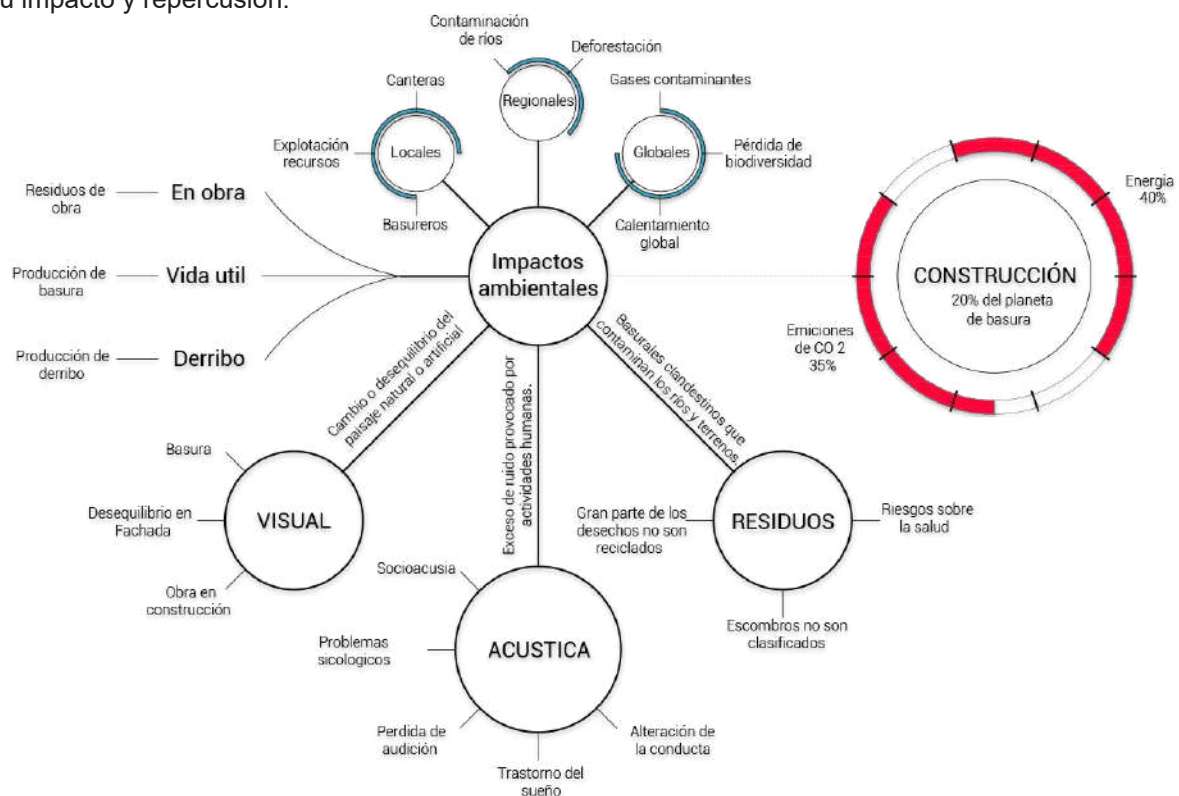 u impacto y repercusión.
Contaminación
de ríos
Deforestación
Regionales
Canteras
Explotación
recursos
Locales
Basureros
Gases contaminantes
Globales
Pérdida de
biodiversidad
Calentamiento
global
Residuos de
obra
En obra
Producción de
basura
Vida util
Producción de
derribo
Derribo
Impactos
ambientales
Energia
40%
CONSTRUCCIÓN
20% del planeta
de basura
Emiciones
de CO 2
35%
Cambio o desequilibrio del
paisaje natural o artificial
Exceso de ruido provocado por
actividades humanas.
Basurales clandestinos que
contaminan los ríos y terrenos.
Basura
Desequilibrio en
Fachada
VISUAL
Obra en
construcción
Socioacusia
Problemas
sicologicos
ACUSTICA
Perdida de
audición
Trastorno del
sueño
Alteración de
la conducta
Gran parte de los
desechos no son
reciclados
RESIDUOS
Riesgos sobre
la salud
Escombros no son
clasificados